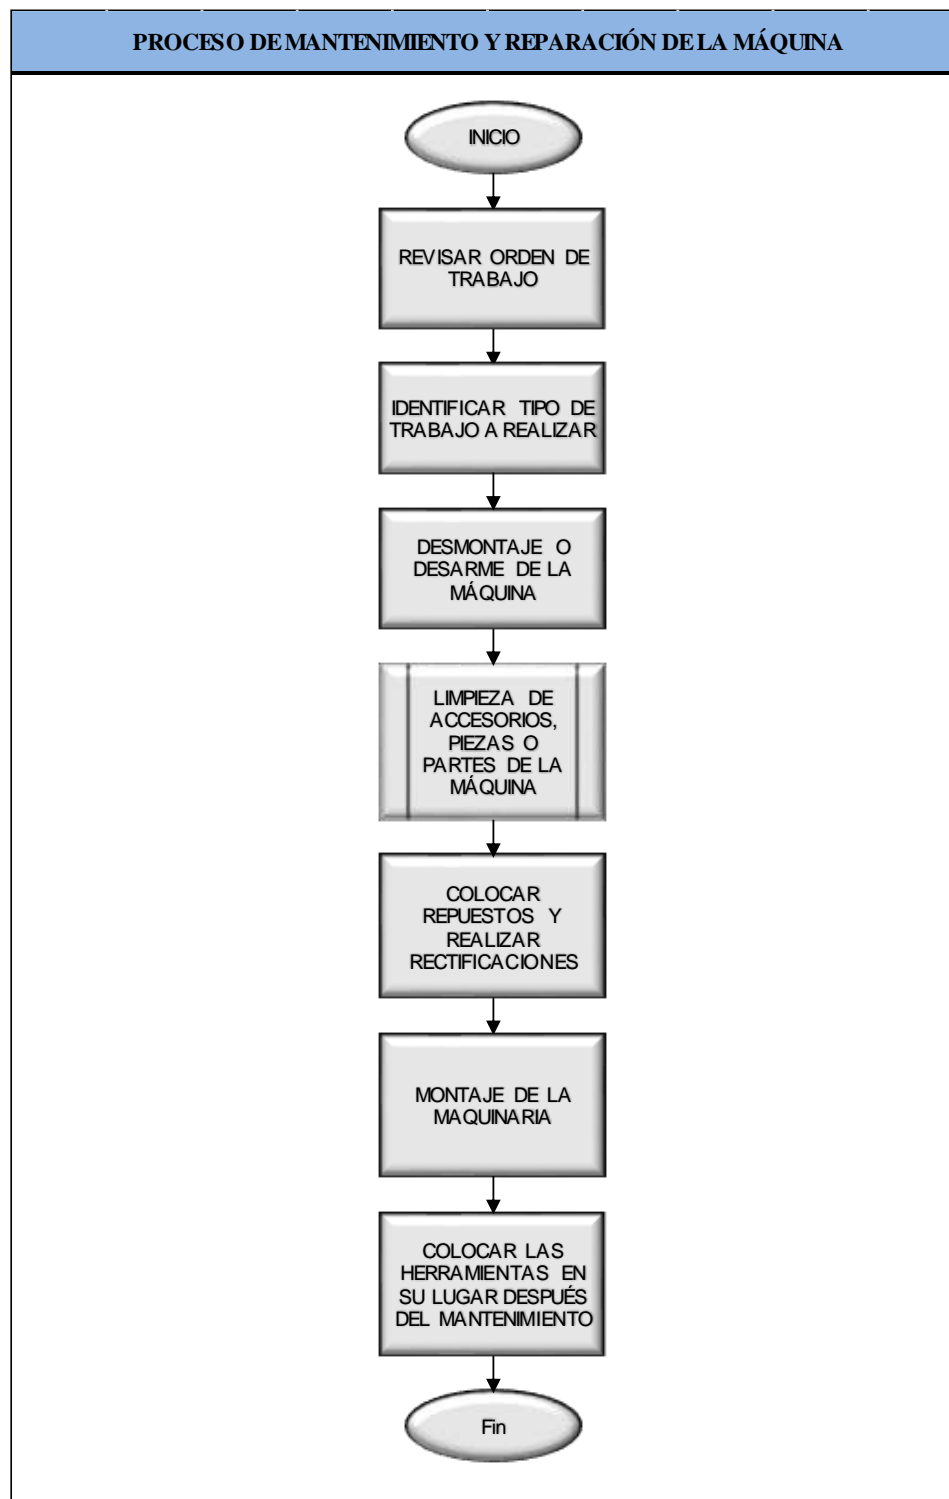 PROCESO DE MANTENIMIENTO Y REPARACIÓN DE LA MÁQUINA
INICIO
REVISAR ORDEN DE
TRABAJO
IDENTIFICAR TIPO DE
TRABAJO A REALIZAR
DESMONTAJE O
DESARME DE LA
MÁQUINA
LIMPIEZA DE
ACCESORIOS,
PIEZAS O
PARTES DE LA
MÁQUINA
COLOCAR
REPUESTOS Y
REALIZAR
RECTIFICACIONES
MONTAJE DE LA
MAQUINARIA
COLOCAR LAS
HERRAMIENTAS EN
SU LUGAR DESPUÉS
DEL MANTENIMIENTO
Fin